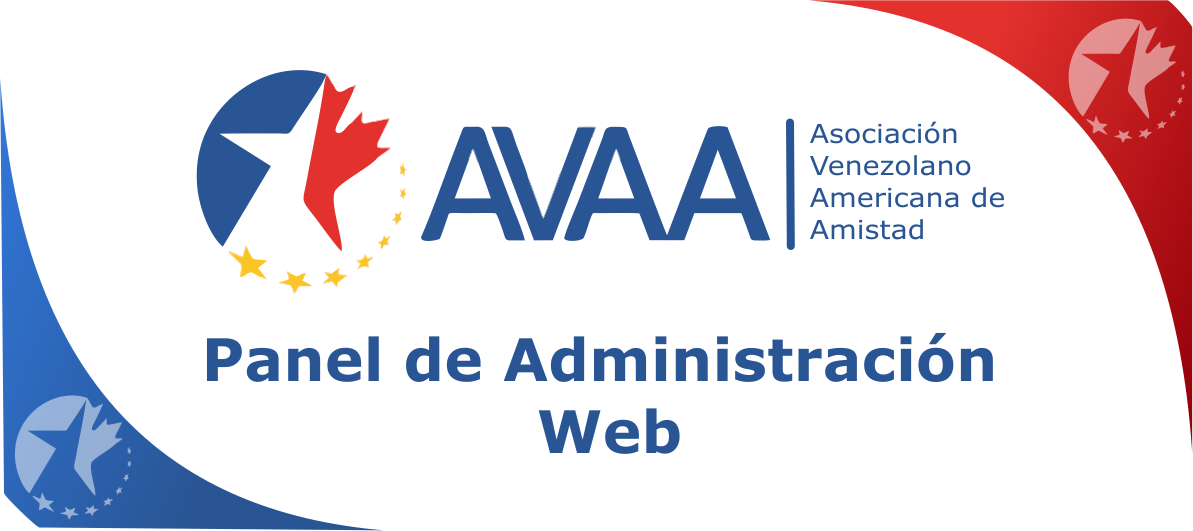 AVAA
Asociación
Venezolano
Americana de
Amistad
Panel de Administración
Web